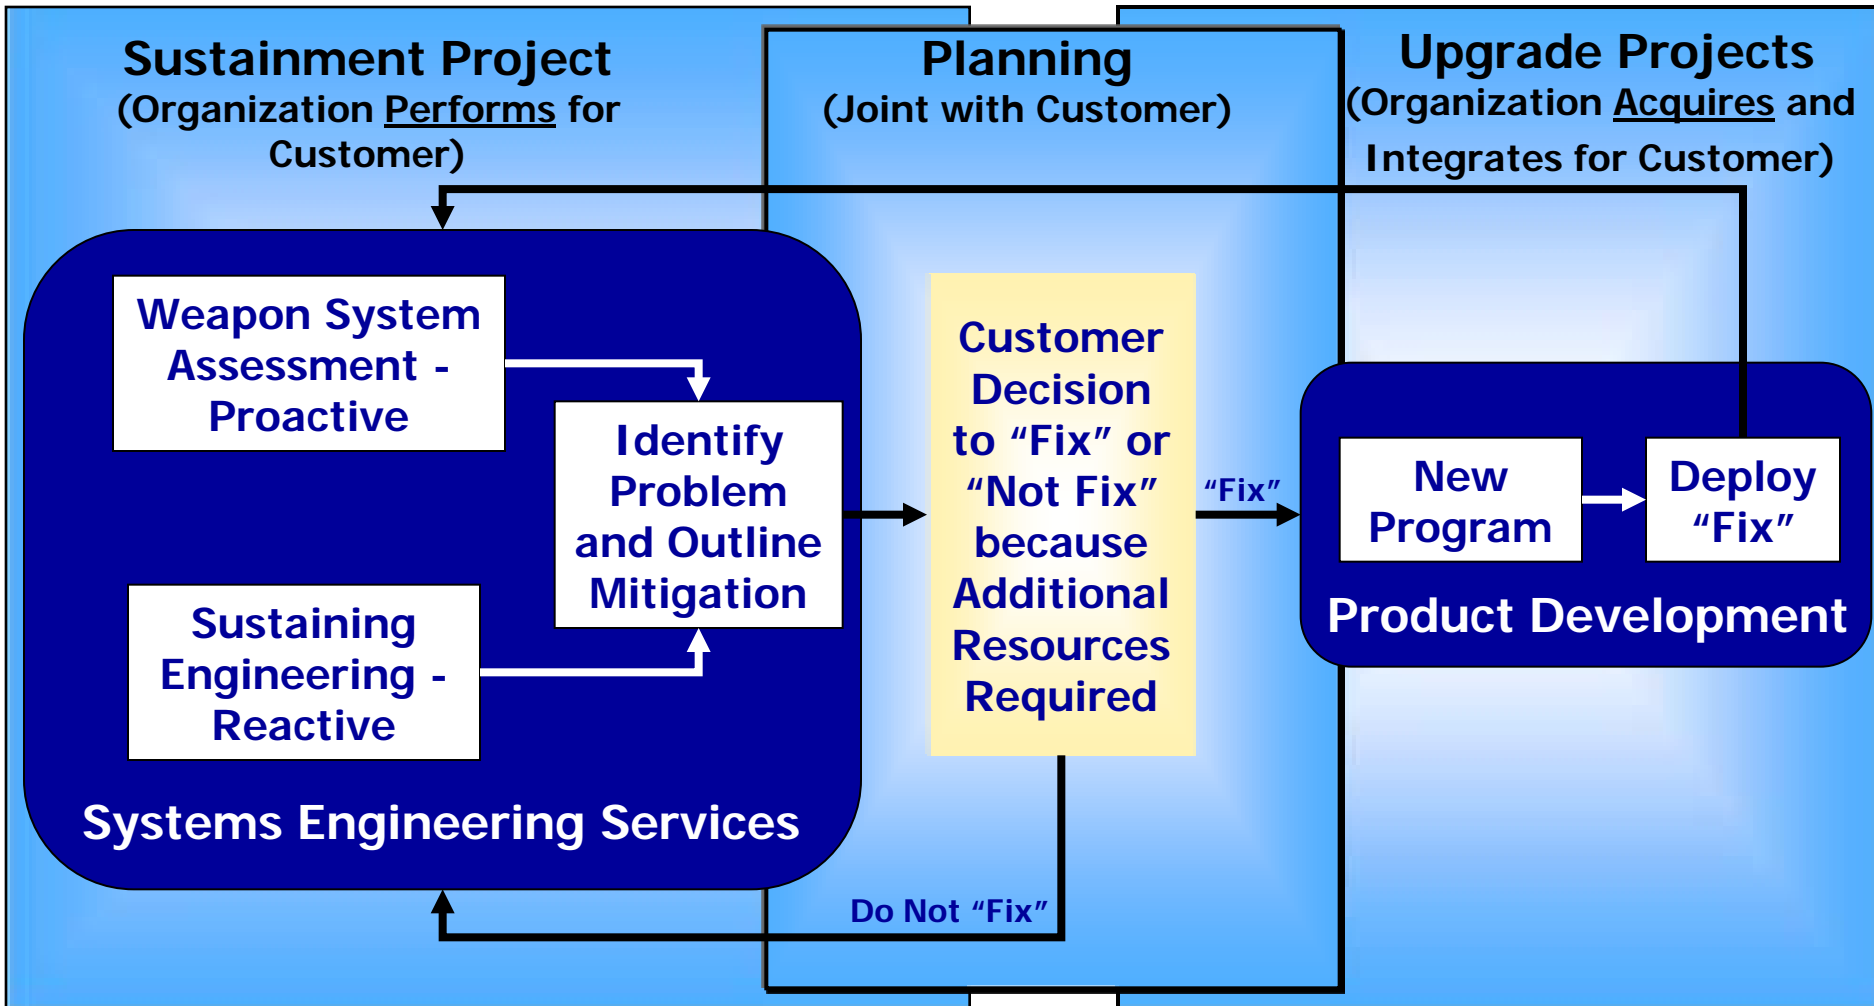 Sustainment Project
(Organization Performs for
Customer)
Planning
(Joint with Customer)
Upgrade Projects
(Organization Acquires and
Integrates for Customer)
Weapon System
Assessment -
Proactive
Sustaining
Engineering -
Reactive
Identify
Problem
and Outline
Mitigation
Systems Engineering Services
Customer
Decision
to “Fix” or
“Not Fix”
because
Additional
Resources
Required
“Fix”
Do Not “Fix”
New
Program
Deploy
“Fix”
Product Development